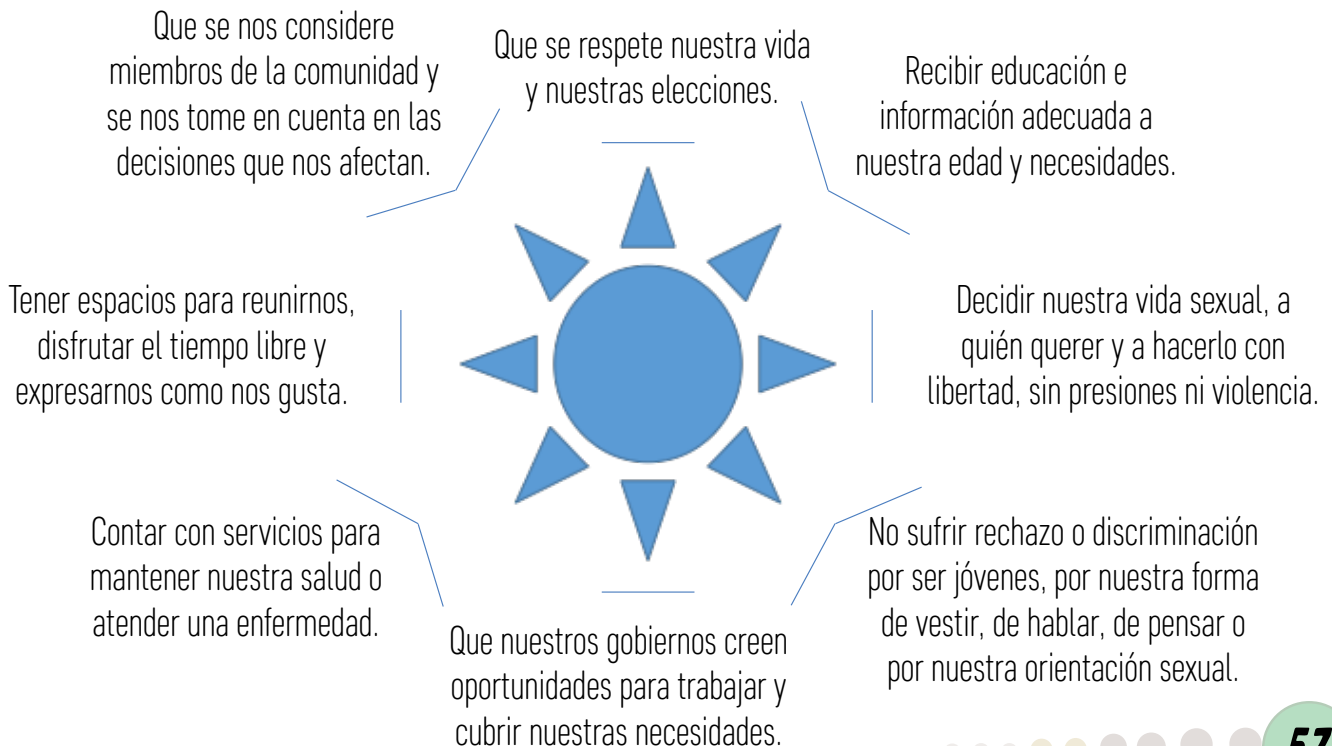 Que se nos considere
miembros de la comunidad y
se nos tome en cuenta en las
decisiones que nos afectan.
Que se respete nuestra vida
y nuestras elecciones.
Recibir educación e
información adecuada a
nuestra edad y necesidades.
Tener espacios para reunirnos,
disfrutar el tiempo libre y
expresarnos como nos gusta.
Decidir nuestra vida sexual, a
quién querer y a hacerlo con
libertad, sin presiones ni violencia.
Contar con servicios para
mantener nuestra salud o
atender una enfermedad.
Que nuestros gobiernos creen
oportunidades para trabajar y
cubrir nuestras necesidades.
No sufrir rechazo o discriminación
por ser jóvenes, por nuestra forma
de vestir, de hablar, de pensar o
por nuestra orientación sexual.
57